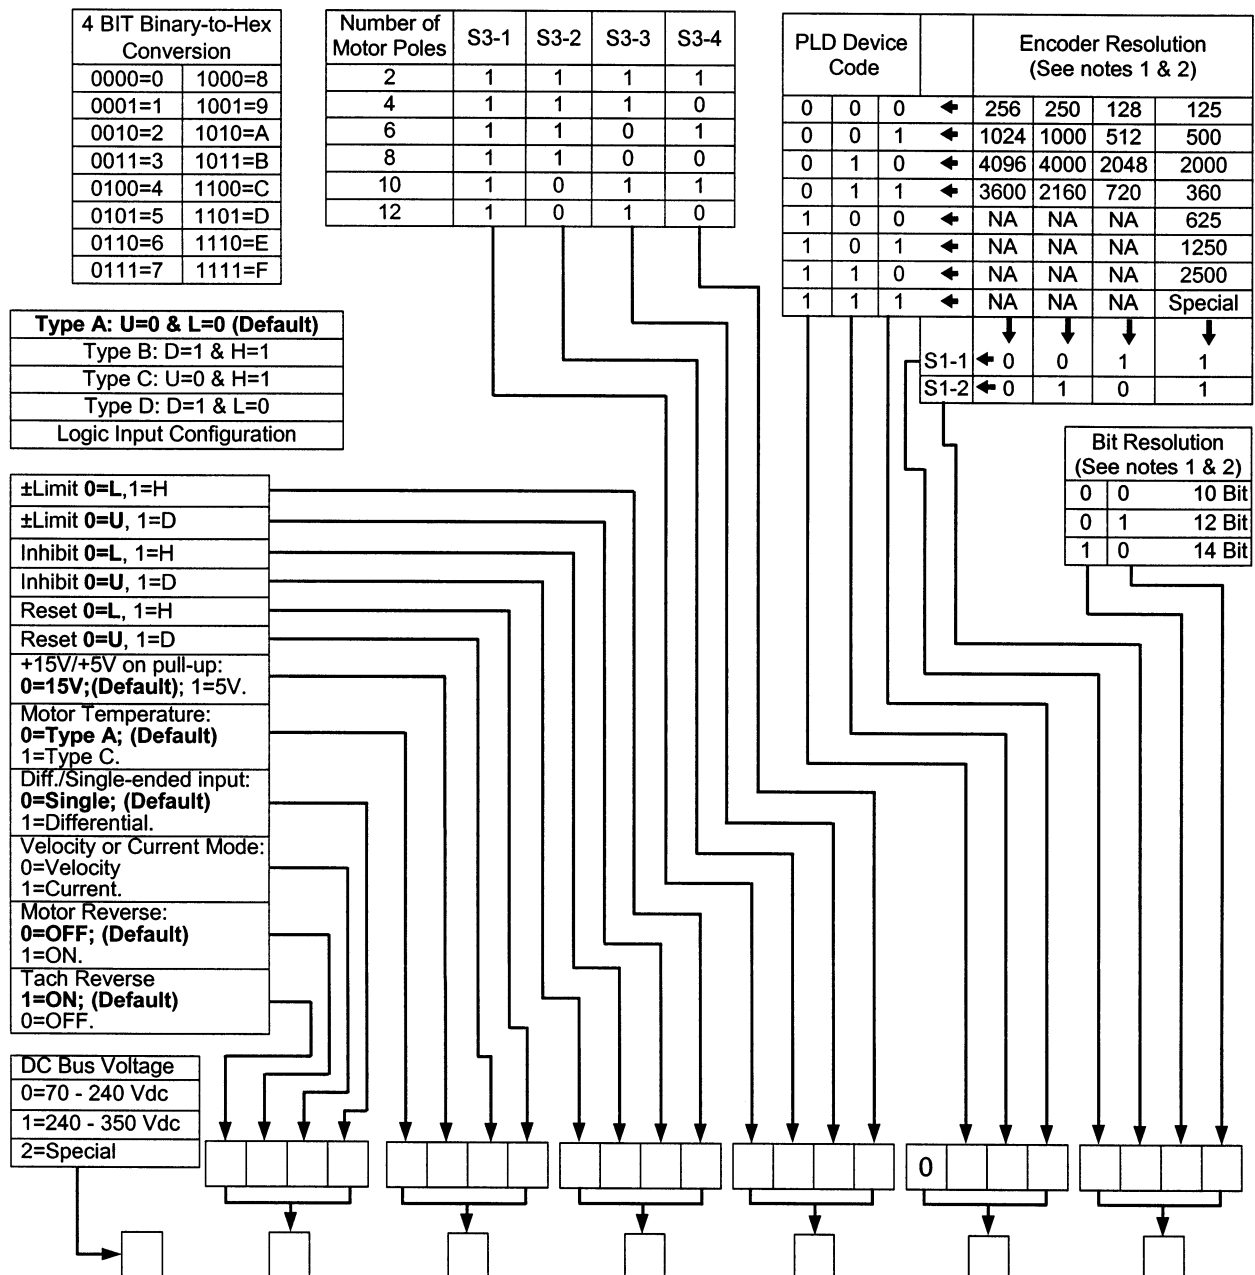 4 BIT Binary-to-Hex
Conversion
0000=0 1000=8
0001=1 1001=9
0010=2 1010=A
0011=3 1011=B
0100=4 1100=C
0101=5 1101=D
0110=6 1110=E
0111=7 1111=F
Number of
Motor Poles S3-1 S3-2 S3-3 S3-4
2 1 1 1 1
4 1 1 1 0
6 1 1 0 1
8 1 1 0 0
10 1 0 1 1
12 1 0 1 0
PLD Device
Code
Encoder Resolution
(See notes 1 & 2)
0 0 0 256 250 128 125
0 0 1 1024 1000 512 500
0 1 0 4096 4000 2048 2000
0 1 1 3600 2160 720 360
1 0 0 NA NA NA 625
1 0 1 NA NA NA 1250
1 1 0 NA NA NA 2500
1 1 1 NA NA NA Special
S1-1 0 0 1 1
S1-2 0 1 0 1
Type A: U=0 & L=0 (Default)
Type B: D=1 & H=1
Type C: U=0 & H=1
Type D: D=1 & L=0
Logic Input Configuration
Bit Resolution
(See notes 1 & 2)
0 0 10 Bit
0 1 12 Bit
1 0 14 Bit
±Limit 0=L,1=H
±Limit 0=U, 1=D
Inhibit 0=L, 1=H
Inhibit 0=U, 1=D
Reset 0=L, 1=H
Reset 0=U, 1=D
+15V/+5V on pull-up:
0=15V;(Default); 1=5V.
Motor Temperature:
0=Type A; (Default)
1=Type C.
Diff./Single-ended input:
0=Single; (Default)
1=Differential.
Velocity or Current Mode:
0=Velocity
1=Current.
Motor Reverse:
0=OFF; (Default)
1=ON.
Tach Reverse
1=ON; (Default)
0=OFF.
DC Bus Voltage
0=70 - 240 Vdc
1=240 - 350 Vdc
2=Special
0